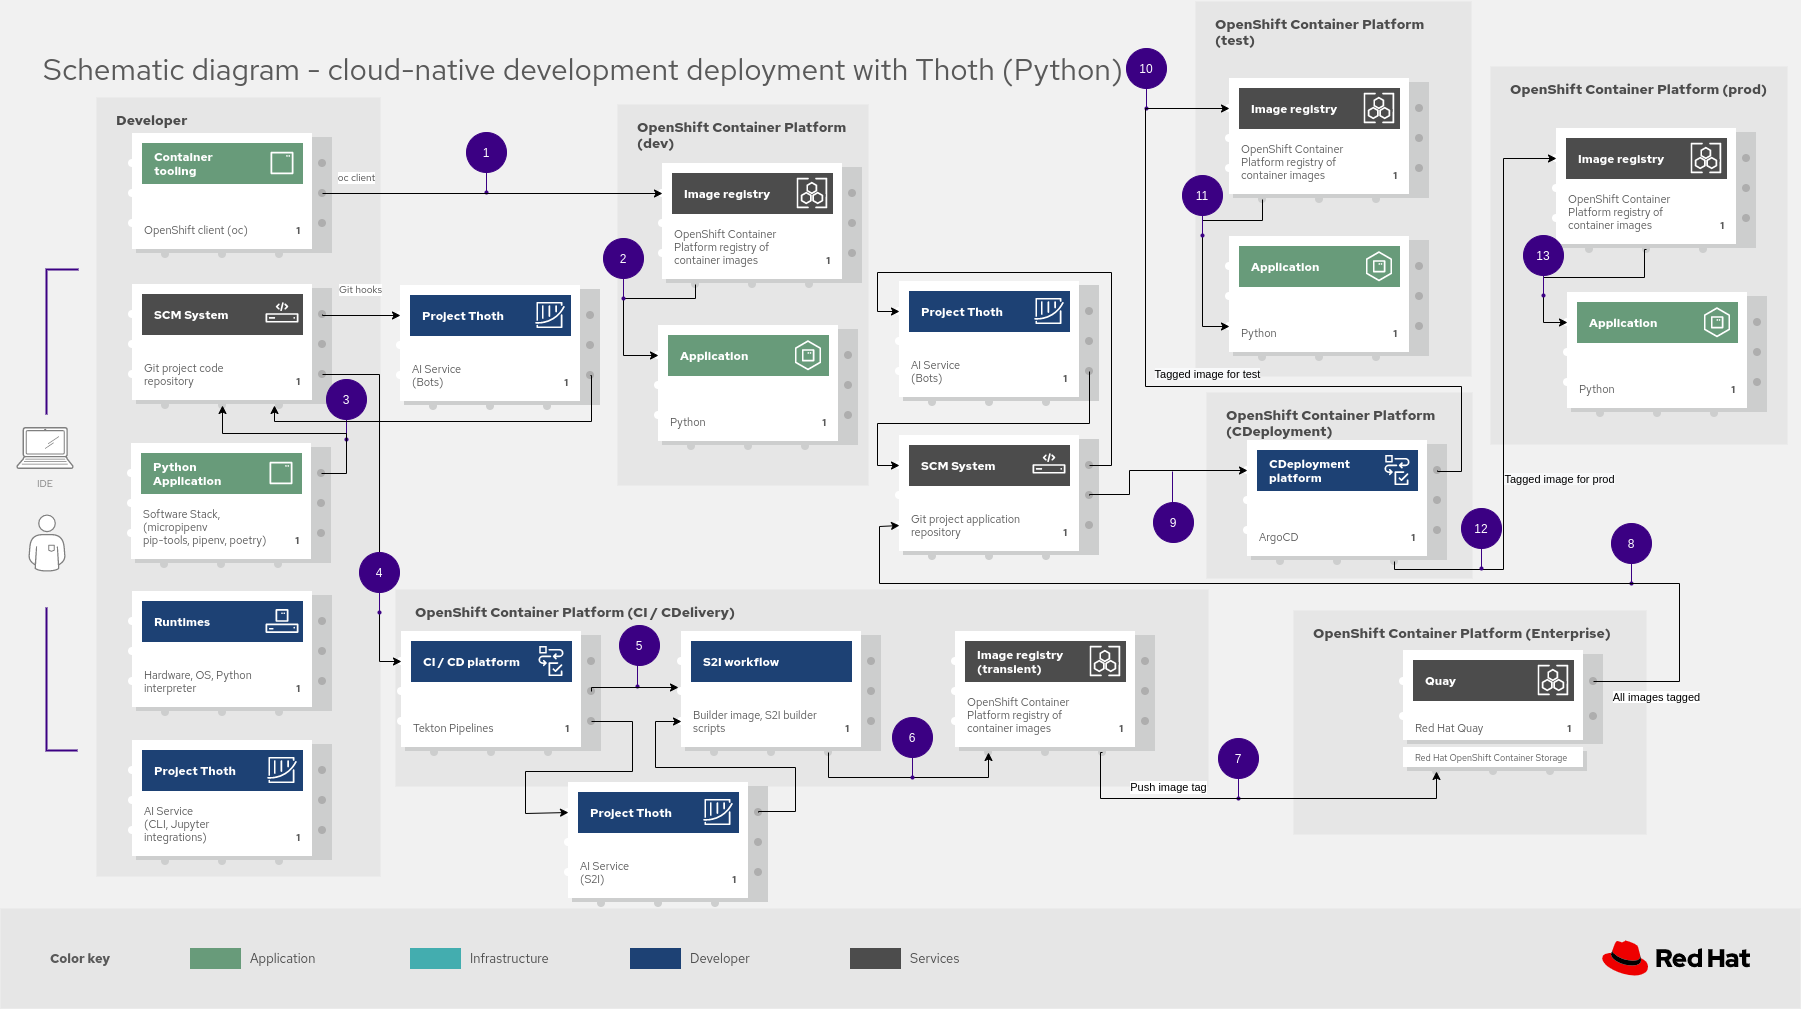 Schematic diagram - cloud-native development deployment with Thoth (Python)
Developer
Container
tooling
OpenShift client (oc)
1
oc client
1
SCM System
Git project code
repository
1
Git hooks
Project Thoth
AI Service
(Bots)
1
3
Python
Application
Software Stack,
(micropipenv
pip-tools, pipenv, poetry)
1
Runtimes
Hardware, OS, Python
interpreter
1
Project Thoth
AI Service
(CLI, Jupyter
integrations)
1
IDE
OpenShift Container Platform
(dev)
Image registry
OpenShift Container
Platform registry of
container images
1
2
Application
Python
1
4
OpenShift Container Platform (CI / CDelivery)
CI / CD platform
Tekton Pipelines
1
5
S2I workflow
Builder image, S2I builder
scripts
1
Project Thoth
AI Service
(S2I)
1
6
Image registry
(transient)
OpenShift Container
Platform registry of
container images
1
7
Push image tag
OpenShift Container Platform (Enterprise)
Quay
Red Hat Quay
1
Red Hat OpenShift Container Storage
All images tagged
8
Project Thoth
AI Service
(Bots)
1
SCM System
Git project application
repository
1
9
OpenShift Container Platform
(CDeployment)
CDeployment
platform
ArgoCD
1
10
Tagged image for test
OpenShift Container Platform
(test)
Image registry
OpenShift Container
Platform registry of
container images
1
11
Application
Python
1
12
Tagged image for prod
OpenShift Container Platform (prod)
Image registry
OpenShift Container
Platform registry of
container images
1
13
Application
Python
1
Color key
Application
Infrastructure
Developer
Services
Red Hat